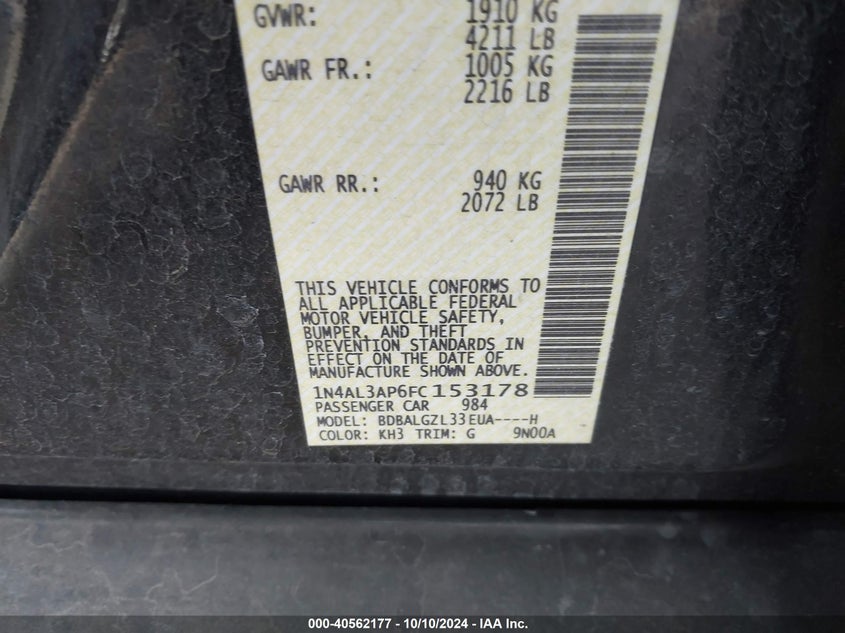 GVWR: 1910 KG
4211 LB
GAWR FR.: 1005 KG
2216 LB
GAWR RR.: 940 KG
2072 LB
THIS VEHICLE CONFORMS TO
ALL APPLICABLE FEDERAL
MOTOR VEHICLE SAFETY,
BUMPER, AND THEFT
PREVENTION STANDARDS IN
EFFECT ON THE DATE OF
MANUFACTURE SHOWN ABOVE.
1N4AL3AP6FC153178
PASSENGER CAR 984
MODEL: BDBALGZL33EUA----H
COLOR: KH3 TRIM: G 9N00A
000-40562177 - 10/10/2024 - IAA Inc.